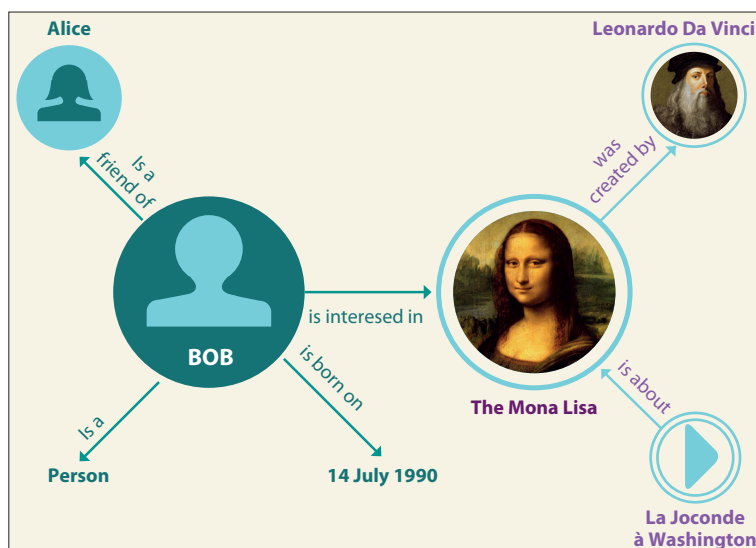 Alice
Leonardo Da Vinci
Is a
friend of
was
created by
is interesed in
BOB
is born on
Is a
The Mona Lisa
is about
Person
14 July 1990
La Joconde
à Washington